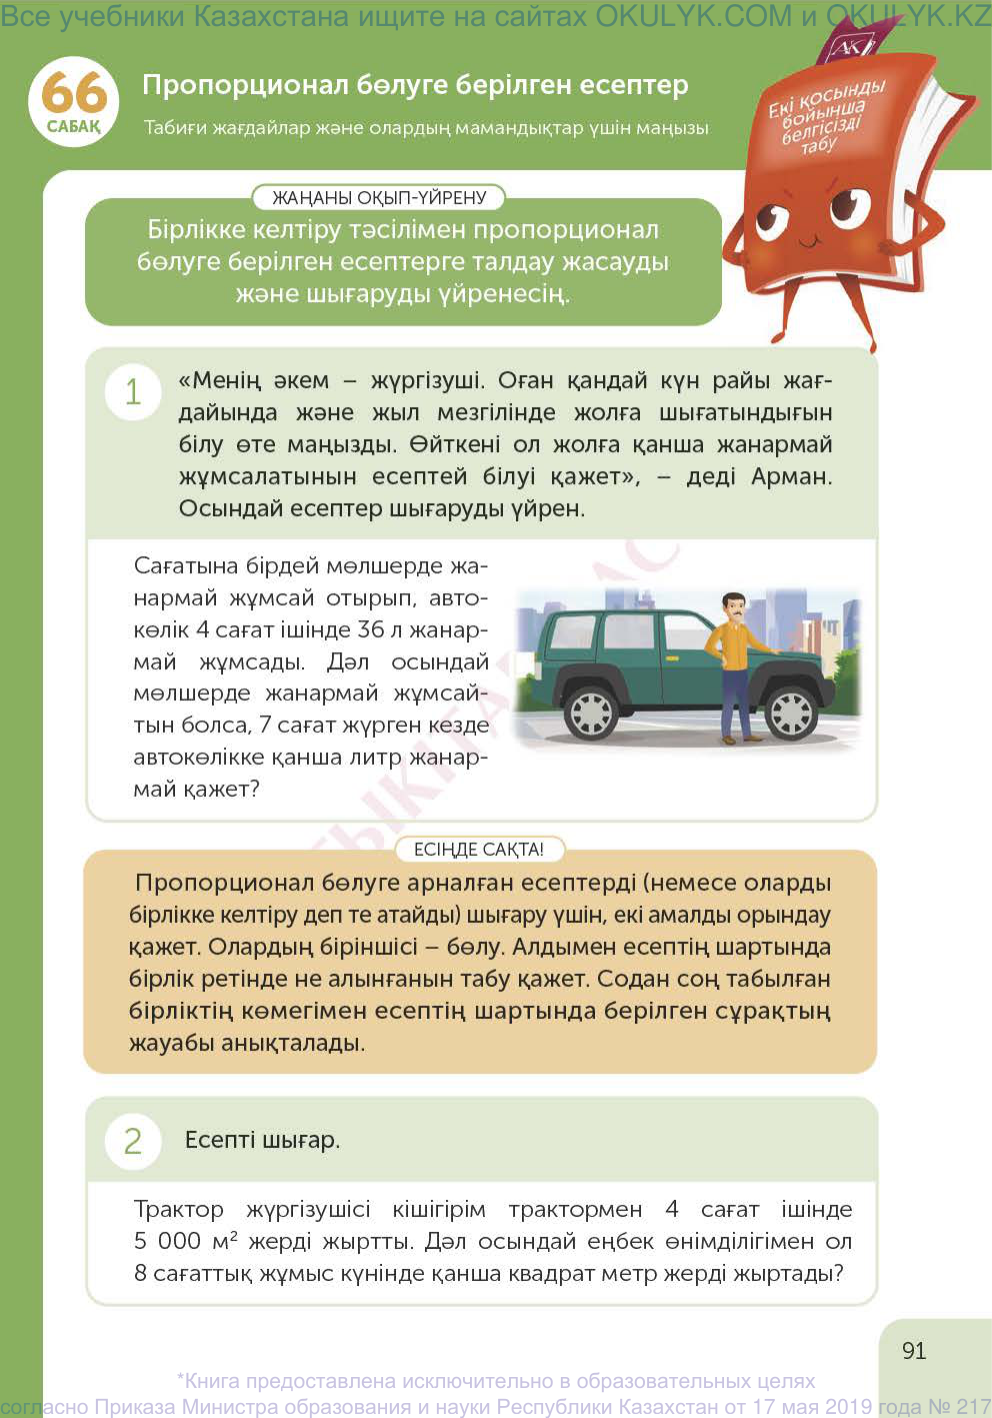 Все учебники Казахстана ищите на сайтах OKULYK.COM и OKULYK.KZ
АК
Екі қосынды
бойынша
белгісізді
табу
66
САБАҚ
Пропорционал бөлуге берілген есептер
Табиғи жағдайлар және олардың мамандықтар үшін маңызы
ЖАҢАНЫ ОҚЫП-ҮЙРЕНУ
Бірлікке келтіру тәсілімен пропорционал
бөлуге берілген есептерге талдау жасауды
және шығаруды үйренесің.
1
«Менің әкем – жүргізуші. Оған қандай күн райы жағ-
дайында және жыл мезгілінде жолға шығатындығын
білу өте маңызды. Өйткені ол жолға қанша жанармай
жұмсалатынын есептей білуі қажет», – деді Арман.
Осындай есептер шығаруды үйрен.
Сағатына бірдей мөлшерде жа-
нармай жұмсай отырып, авто-
көлік 4 сағат ішінде 36 л жанар-
май жұмсады. Дәл осындай
мөлшерде жанармай жұмсай-
тын болса, 7 сағат жүрген кезде
автокөлікке қанша литр жанар-
май қажет?
ЕСІҢДЕ САҚТА!
Пропорционал бөлуге арналған есептерді (немесе оларды
бірлікке келтіру деп те атайды) шығару үшін, екі амалды орындау
қажет. Олардың біріншісі – бөлу. Алдымен есептің шартында
бірлік ретінде не алынғанын табу қажет. Содан соң табылған
бірліктің көмегімен есептің шартында берілген сұрақтың
жауабы анықталады.
2
Есепті шығар.
Трактор жүргізушісі кішігірім трактормен 4 сағат ішінде
5 000 м² жерді жыртты. Дәл осындай еңбек өнімділігімен ол
8 сағаттық жұмыс күнінде қанша квадрат метр жерді жыртады?
91
*Книга предоставлена исключительно в образовательных целях
согласно Приказа Министра образования и науки Республики Казахстан от 17 мая 2019 года № 217